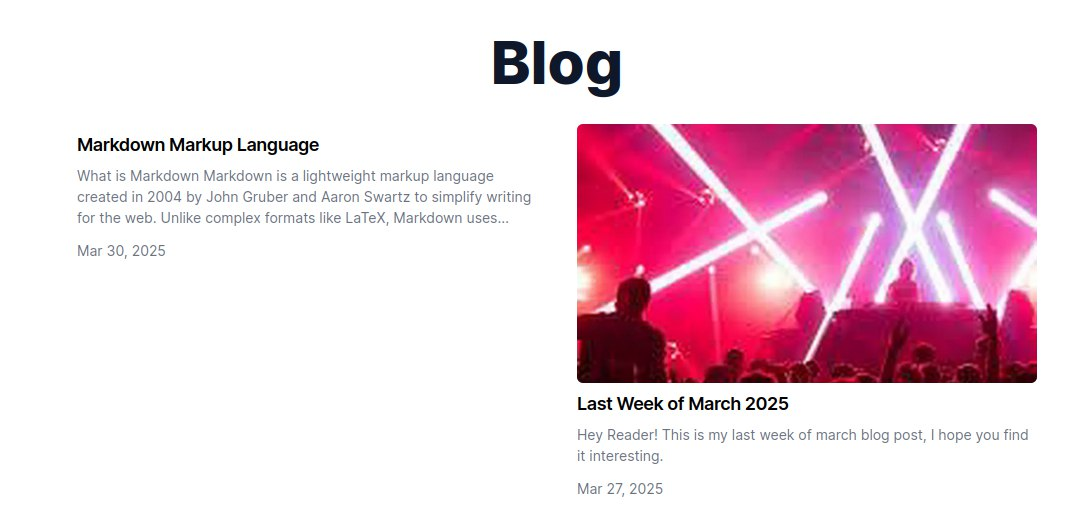 Blog
Markdown Markup Language
What is Markdown Markdown is a lightweight markup language
created in 2004 by John Gruber and Aaron Swartz to simplify writing
for the web. Unlike complex formats like LaTeX, Markdown uses...
Mar 30, 2025
Last Week of March 2025
Hey Reader! This is my last week of march blog post, I hope you find
it interesting.
Mar 27, 2025